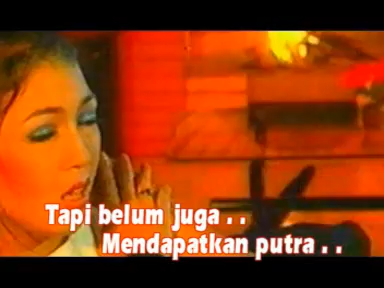 Tapi belum juga . .
Mendapatkan putra . .